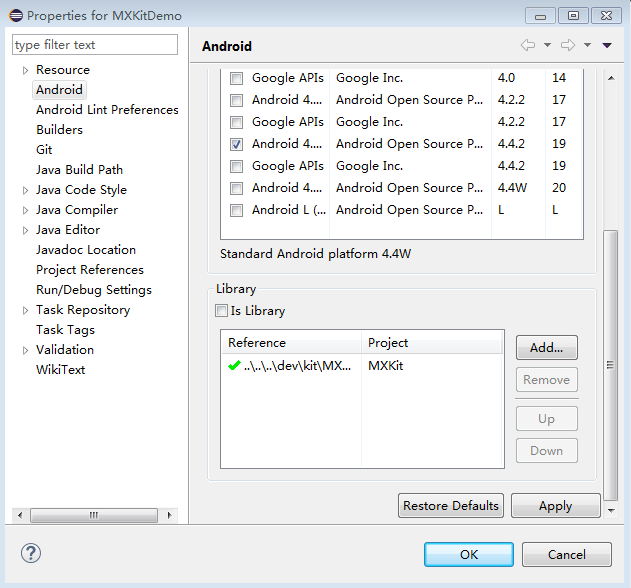 Properties for MXKitDemo
type filter text
Resource
Android
Android Lint Preferences
Builders
Git
Java Build Path
Java Code Style
Java Compiler
Java Editor
Javadoc Location
Project References
Run/Debug Settings
Task Repository
Task Tags
Validation
WikiText
Android
Google APIs Google Inc. 4.0 14
Android 4.... Android Open Source P... 4.2.2 17
Google APIs Google Inc. 4.2.2 17
Android 4.... Android Open Source P... 4.4.2 19
Google APIs Google Inc. 4.4.2 19
Android 4.... Android Open Source P... 4.4W 20
Android L (... Android Open Source P... L L
Standard Android platform 4.4W
Library
Is Library
Reference Project
..\..\..\dev\kit\MX... MXKit
Add...
Remove
Up
Down
Restore Defaults Apply
? OK Cancel